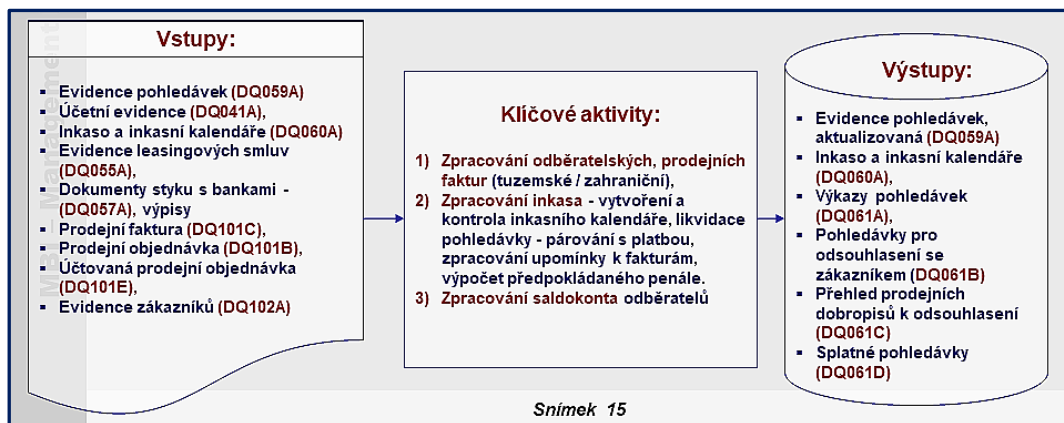 MBI – Management
Vstupy:
▪ Evidence pohledávek (DQ059A)
▪ Účetní evidence (DQ041A),
▪ Inkaso a inkasní kalendáře (DQ060A)
▪ Evidence leasingových smluv
(DQ055A),
▪ Dokumenty styku s bankami -
(DQ057A), výpisy
▪ Prodejní faktura (DQ101C),
▪ Prodejní objednávka (DQ101B),
▪ Účtovaná prodejní objednávka
(DQ101E),
▪ Evidence zákazníků (DQ102A)
Klíčové aktivity:
1) Zpracování odběratelských, prodejních
faktur (tuzemské / zahraniční),
2) Zpracování inkasa - vytvoření a
kontrola inkasního kalendáře, likvidace
pohledávky - párování s platbou,
zpracování upomínky k fakturám,
výpočet předpokládaného penále.
3) Zpracování saldokonta odběratelů
Výstupy:
▪ Evidence pohledávek,
aktualizovaná (DQ059A)
▪ Inkaso a inkasní kalendáře
(DQ060A),
▪ Výkazy pohledávek
(DQ061A),
▪ Pohledávky pro
odsouhlasení se
zákazníkem (DQ061B)
▪ Přehled prodejních
dobropisů k odsouhlasení
(DQ061C)
▪ Splatné pohledávky
(DQ061D)
Snímek 15